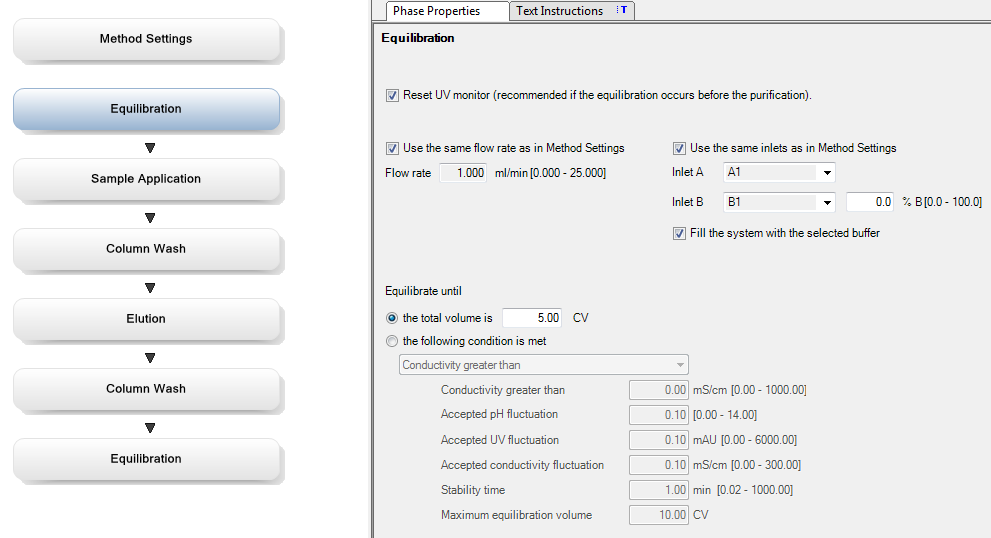 Method Settings
Equilibration
Sample Application
Column Wash
Elution
Column Wash
Equilibration
Phase Properties
Text Instructions T
Equilibration
Reset UV monitor (recommended if the equilibration occurs before the purification).
Use the same flow rate as in Method Settings
Flow rate 1.000 ml/min [0.000 - 25.000]
Use the same inlets as in Method Settings
Inlet A A1
Inlet B B1 0.0 % B [0.0 - 100.0]
Fill the system with the selected buffer
Equilibrate until
the total volume is 5.00 CV
the following condition is met
Conductivity greater than
Conductivity greater than 0.00 mS/cm [0.00 - 1000.00]
Accepted pH fluctuation 0.10 [0.00 - 14.00]
Accepted UV fluctuation 0.10 mAU [0.00 - 6000.00]
Accepted conductivity fluctuation 0.10 mS/cm [0.00 - 300.00]
Stability time 1.00 min [0.02 - 1000.00]
Maximum equilibration volume 10.00 CV